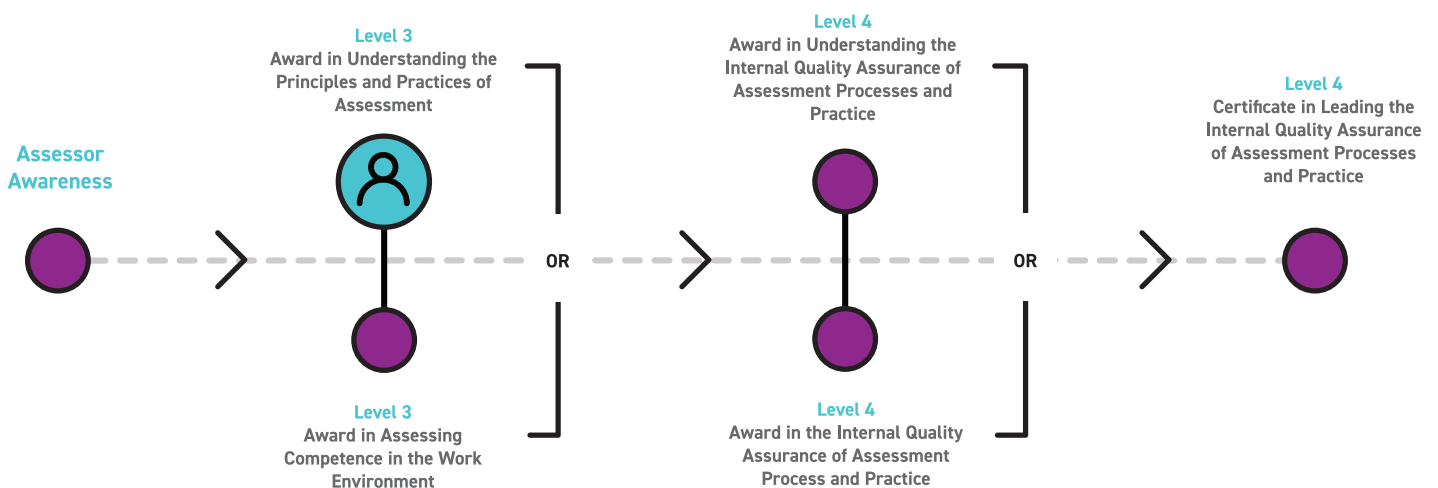 Assessor
Awareness
Level 3
Award in Understanding the
Principles and Practices of
Assessment
Level 3
Award in Assessing
Competence in the Work
Environment
OR
Level 4
Award in Understanding the
Internal Quality Assurance of
Assessment Processes and
Practice
Level 4
Award in the Internal Quality
Assurance of Assessment
Process and Practice
OR
Level 4
Certificate in Leading the
Internal Quality Assurance
of Assessment Processes
and Practice